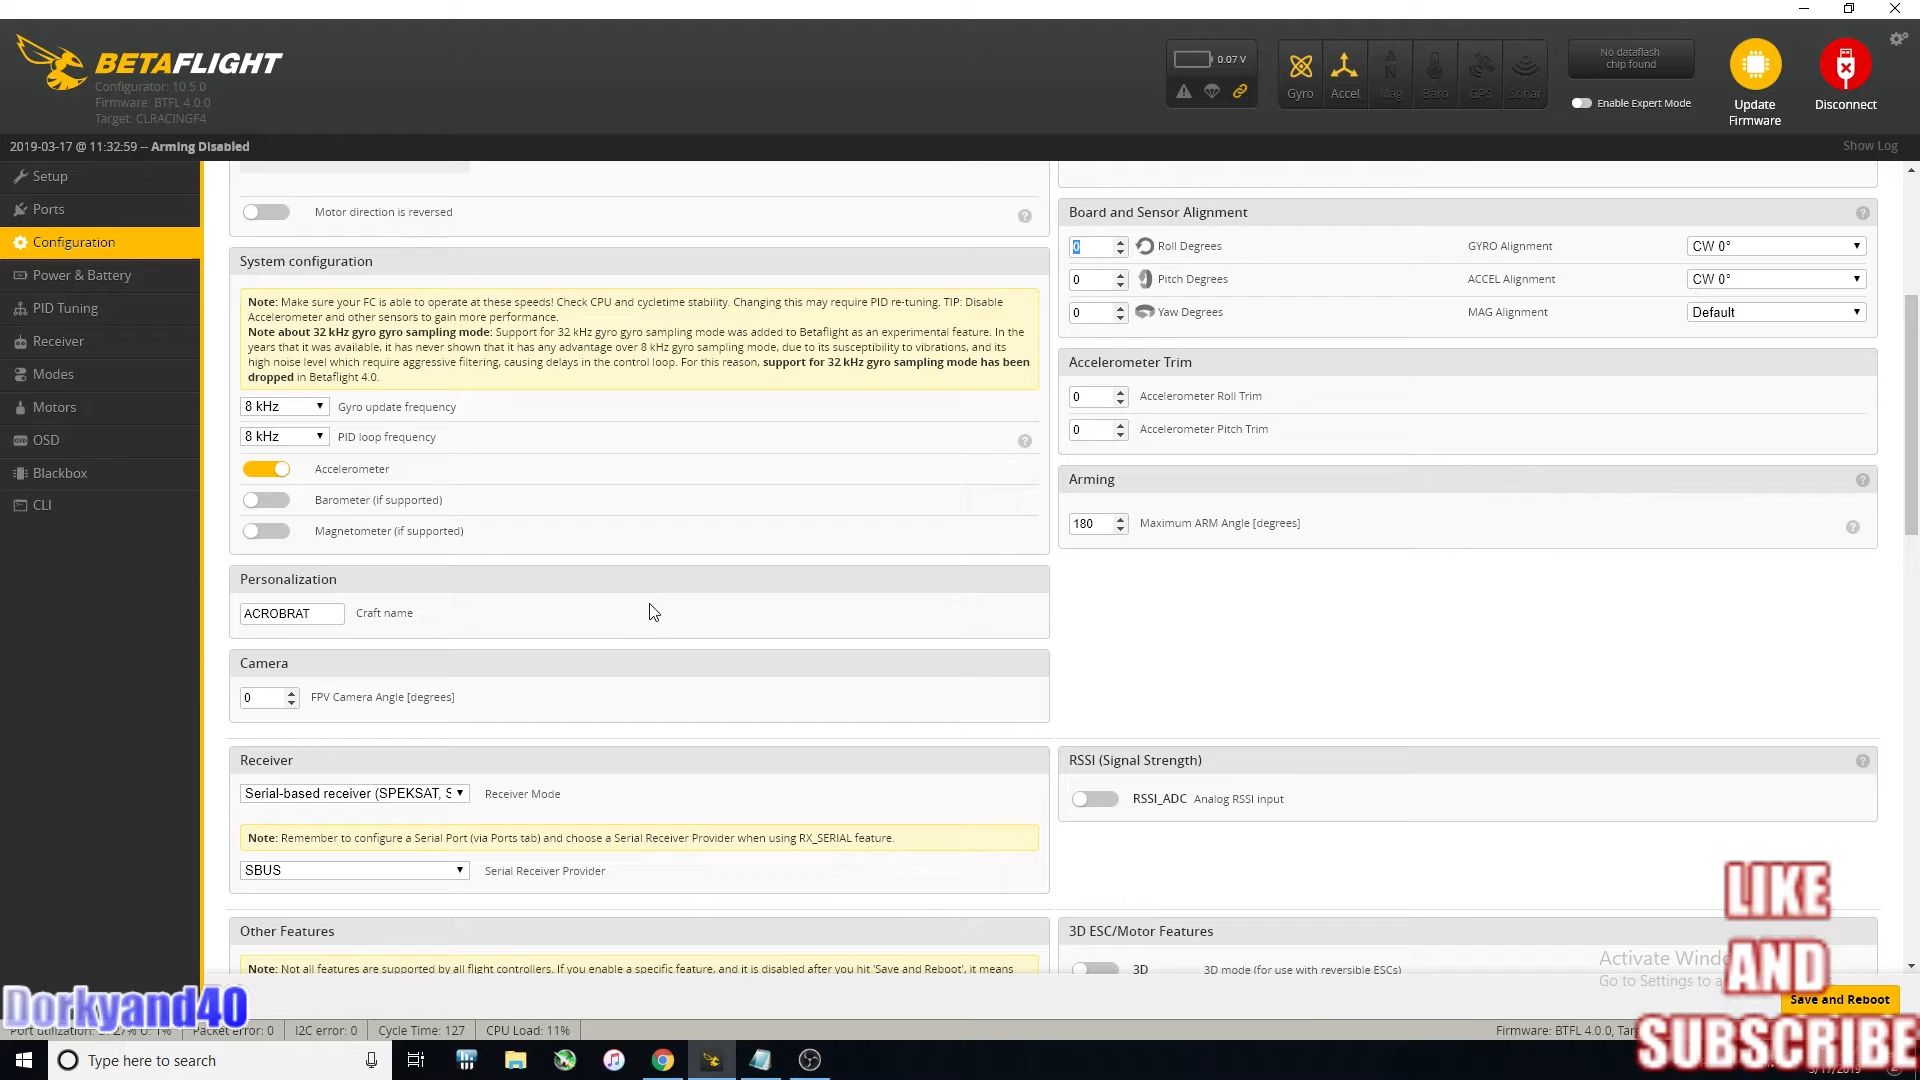 BETAFLIGHT
Configurator: 10.5.0
Firmware: BTFL 4.0.0
Target: CLRACINGF4
0.07 V
Gyro
Accel
Mag
Baro
GPS
Sonar
No dataflash
chip found
Enable Expert Mode
Update
Firmware
Disconnect
2019-03-17 @ 11:32:59 -- Arming Disabled
Show Log
Setup
Ports
Configuration
Power & Battery
PID Tuning
Receiver
Modes
Motors
OSD
Blackbox
CLI
Motor direction is reversed
System configuration
Note: Make sure your FC is able to operate at these speeds! Check CPU and cycletime stability. Changing this may require PID re-tuning. TIP: Disable
Accelerometer and other sensors to gain more performance.
Note about 32 kHz gyro gyro sampling mode: Support for 32 kHz gyro gyro sampling mode was added to Betaflight as an experimental feature. In the
years that it was available, it has never shown that it has any advantage over 8 kHz gyro sampling mode, due to its susceptibility to vibrations, and its
high noise level which require aggressive filtering, causing delays in the control loop. For this reason, support for 32 kHz gyro sampling mode has been
dropped in Betaflight 4.0.
8 kHz Gyro update frequency
8 kHz PID loop frequency
Accelerometer
Barometer (if supported)
Magnetometer (if supported)
Personalization
ACROBRAT Craft name
Camera
0 FPV Camera Angle [degrees]
Board and Sensor Alignment
0 Roll Degrees GYRO Alignment CW 0°
0 Pitch Degrees ACCEL Alignment CW 0°
0 Yaw Degrees MAG Alignment Default
Accelerometer Trim
0 Accelerometer Roll Trim
0 Accelerometer Pitch Trim
Arming
180 Maximum ARM Angle [degrees]
Receiver
Serial-based receiver (SPEKSAT, S Receiver Mode
Note: Remember to configure a Serial Port (via Ports tab) and choose a Serial Receiver Provider when using RX_SERIAL feature.
SBUS Serial Receiver Provider
RSSI (Signal Strength)
RSSI_ADC Analog RSSI input
Other Features
Note: Not all features are supported by all flight controllers. If you enable a specific feature, and it is disabled after you hit 'Save and Reboot', it means
3D ESC/Motor Features
3D 3D mode (for use with reversible ESCs)
Activate
Go to Settings to
Save and Reboot
LIKE
AND
SUBSCRIBE
Dorkyand40
Packet error: 0
I2C error: 0
Cycle Time: 127
CPU Load: 11%
Firmware: BTFL 4.0.0,
Type here to search